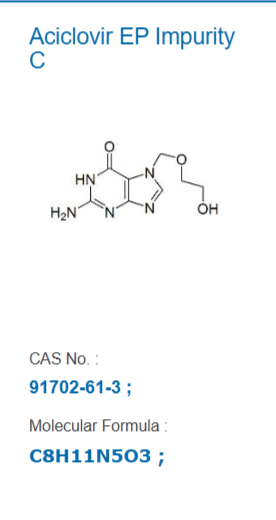 Aciclovir EP Impurity
C
O
HN
N
O
H₂N
N
N
OH
CAS No. :
91702-61-3 ;
Molecular Formula :
C8H11N5O3 ;